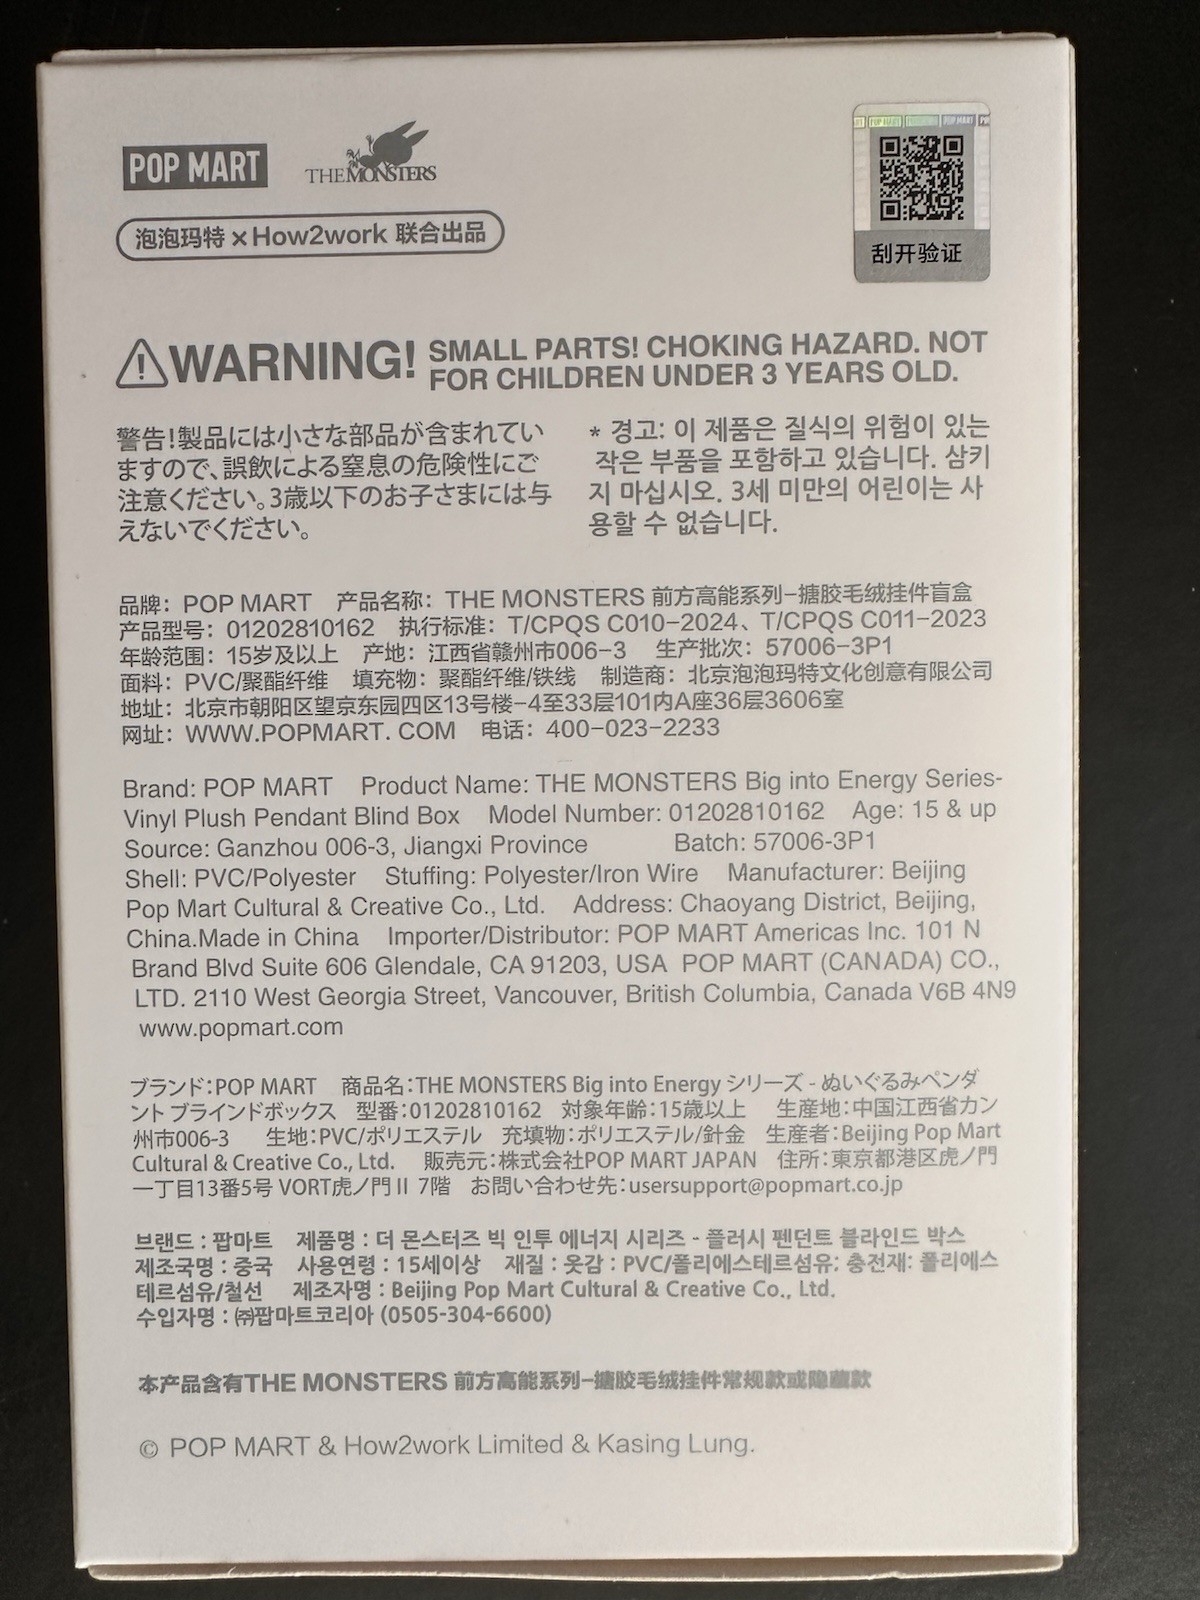 POP MART
THE MONSTERS
泡泡玛特×How2work 联合出品
POP MART
POP MART
刮开验证
WARNING! SMALL PARTS! CHOKING HAZARD. NOT
FOR CHILDREN UNDER 3 YEARS OLD.
警告!製品には小さな部品が含まれてい
ますので、誤飲による窒息の危険性にご
注意ください。3歳以下のお子さまには与
えないでください。
* 경고: 이 제품은 질식의 위험이 있는
작은 부품을 포함하고 있습니다. 삼키
지 마십시오. 3세 미만의 어린이는 사
용할 수 없습니다.
品牌：POP MART 产品名称：THE MONSTERS 前方高能系列-搪胶毛绒挂件盲盒
产品型号：01202810162 执行标准：T/CPQS C010-2024、T/CPQS C011-2023
年龄范围：15岁及以上 产地：江西省赣州市006-3 生产批次：57006-3P1
面料：PVC/聚酯纤维 填充物：聚酯纤维/铁线 制造商：北京泡泡玛特文化创意有限公司
地址：北京市朝阳区望京东园四区13号楼-4至33层101内A座36层3606室
网址：WWW.POPMART. COM 电话：400-023-2233
Brand: POP MART Product Name: THE MONSTERS Big into Energy Series-
Vinyl Plush Pendant Blind Box Model Number: 01202810162 Age: 15 & up
Source: Ganzhou 006-3, Jiangxi Province Batch: 57006-3P1
Shell: PVC/Polyester Stuffing: Polyester/Iron Wire Manufacturer: Beijing
Pop Mart Cultural & Creative Co., Ltd. Address: Chaoyang District, Beijing,
China.Made in China Importer/Distributor: POP MART Americas Inc. 101 N
Brand Blvd Suite 606 Glendale, CA 91203, USA POP MART (CANADA) CO.,
LTD. 2110 West Georgia Street, Vancouver, British Columbia, Canada V6B 4N9
www.popmart.com
ブランド：POP MART 商品名：THE MONSTERS Big into Energy シリーズ - ぬいぐるみペンダ
ント ブラインドボックス 型番：01202810162 対象年齢：15歳以上 生産地：中国江西省カン
州市006-3 生地：PVC/ポリエステル 充填物：ポリエステル/針金 生産者：Beijing Pop Mart
Cultural & Creative Co., Ltd. 販売元：株式会社POP MART JAPAN 住所：東京都港区虎ノ門
一丁目13番5号 VORT虎ノ門Ⅱ 7階 お問い合わせ先：usersupport@popmart.co.jp
브랜드 : 팝마트 제품명 : 더 몬스터즈 빅 인투 에너지 시리즈 - 플러시 펜던트 블라인드 박스
제조국명 : 중국 사용연령 : 15세이상 재질 : 옷감 : PVC/폴리에스테르섬유; 충전재: 폴리에스
테르섬유/철선 제조자명 : Beijing Pop Mart Cultural & Creative Co., Ltd.
수입자명 : ㈜팝마트코리아 (0505-304-6600)
本产品含有THE MONSTERS 前方高能系列-搪胶毛绒挂件常规款或隐藏款
© POP MART & How2work Limited & Kasing Lung.